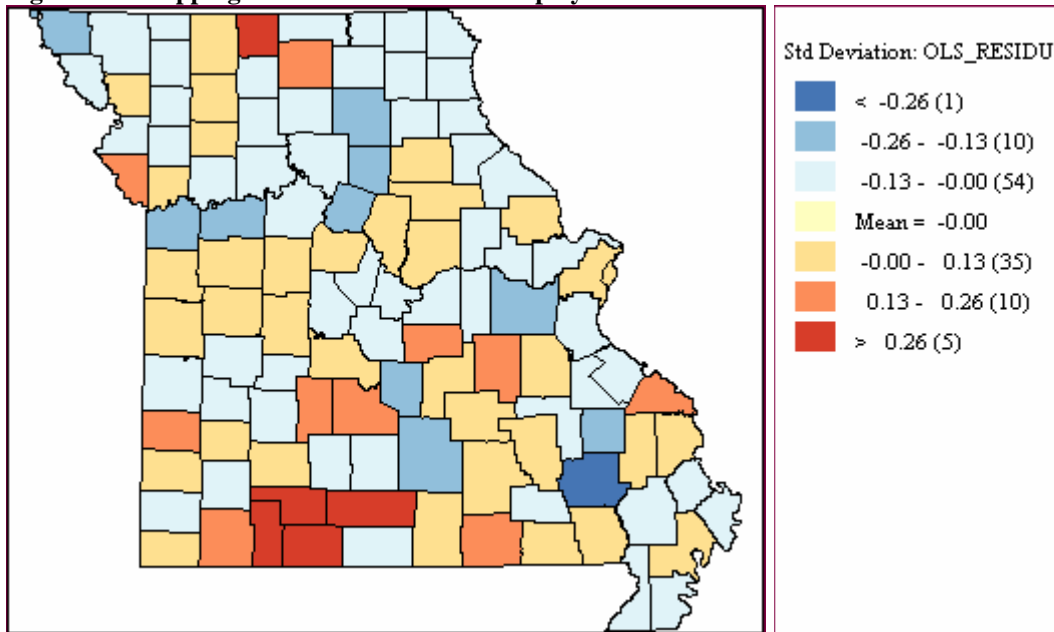 Std Deviation: OLS_RESIDU
< -0.26 (1)
-0.26 - -0.13 (10)
-0.13 - -0.00 (54)
Mean = -0.00
-0.00 - 0.13 (35)
0.13 - 0.26 (10)
> 0.26 (5)